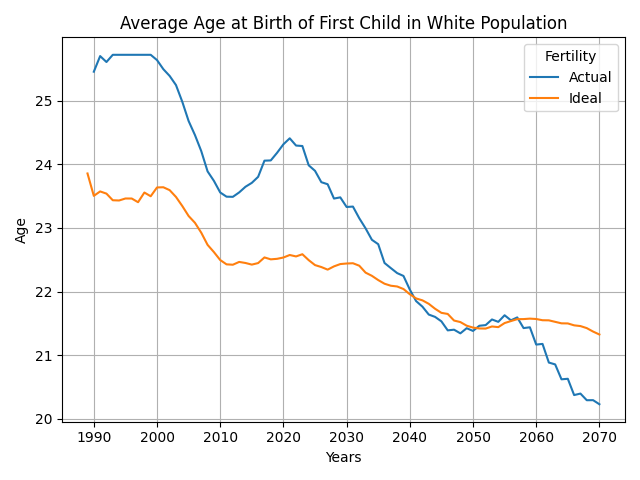 Average Age at Birth of First Child in White Population
Fertility
Actual
Ideal
Age
25
24
23
22
21
20
1990 2000 2010 2020 2030 2040 2050 2060 2070
Years